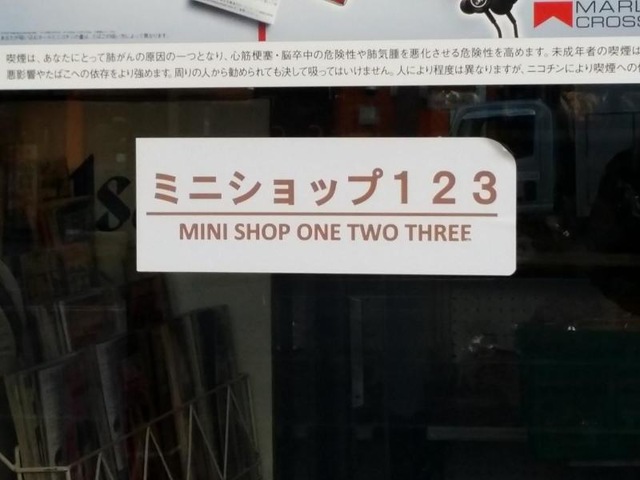 MARL
CROSS
喫煙は、あなたにとって肺がんの原因の一つとなり、心筋梗塞・脳卒中の危険性や肺気腫を悪化させる危険性を高めます。未成年者の喫煙は
悪影響やたばこへの依存をより強めます。周りの人から勧められても決して吸ってはいけません。人により程度は異なりますが、ニコチンにより喫煙への
ミニショップ１２３
MINI SHOP ONE TWO THREE